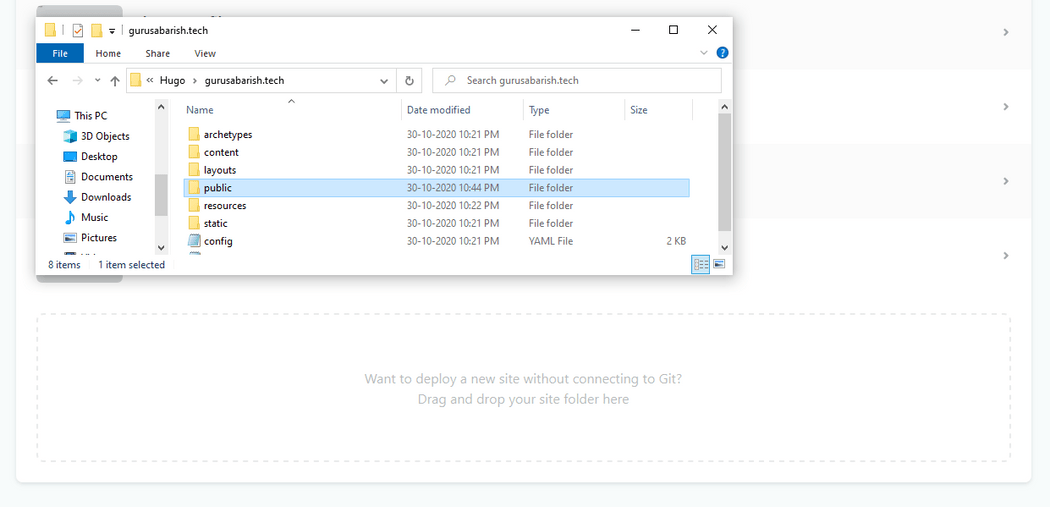 gurusabarish.tech
File Home Share View
Hugo gurusabarish.tech Search gurusabarish.tech
This PC
3D Objects
Desktop
Documents
Downloads
Music
Pictures
Name Date modified Type Size
archetypes 30-10-2020 10:21 PM File folder
content 30-10-2020 10:21 PM File folder
layouts 30-10-2020 10:21 PM File folder
public 30-10-2020 10:44 PM File folder
resources 30-10-2020 10:22 PM File folder
static 30-10-2020 10:21 PM File folder
config 30-10-2020 10:21 PM YAML File 2 KB
8 items 1 item selected
Want to deploy a new site without connecting to Git?
Drag and drop your site folder here